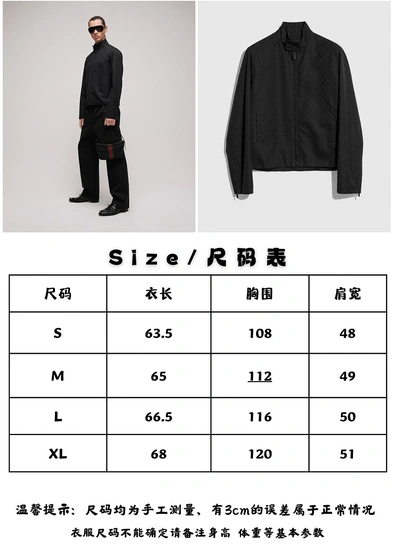 Size/尺码表
尺码 衣长 胸围 肩宽
S 63.5 108 48
M 65 112 49
L 66.5 116 50
XL 68 120 51
温馨提示：尺码均为手工测量、有3cm的误差属于正常情况
衣服尺码不能确定请备注身高 体重等基本参数